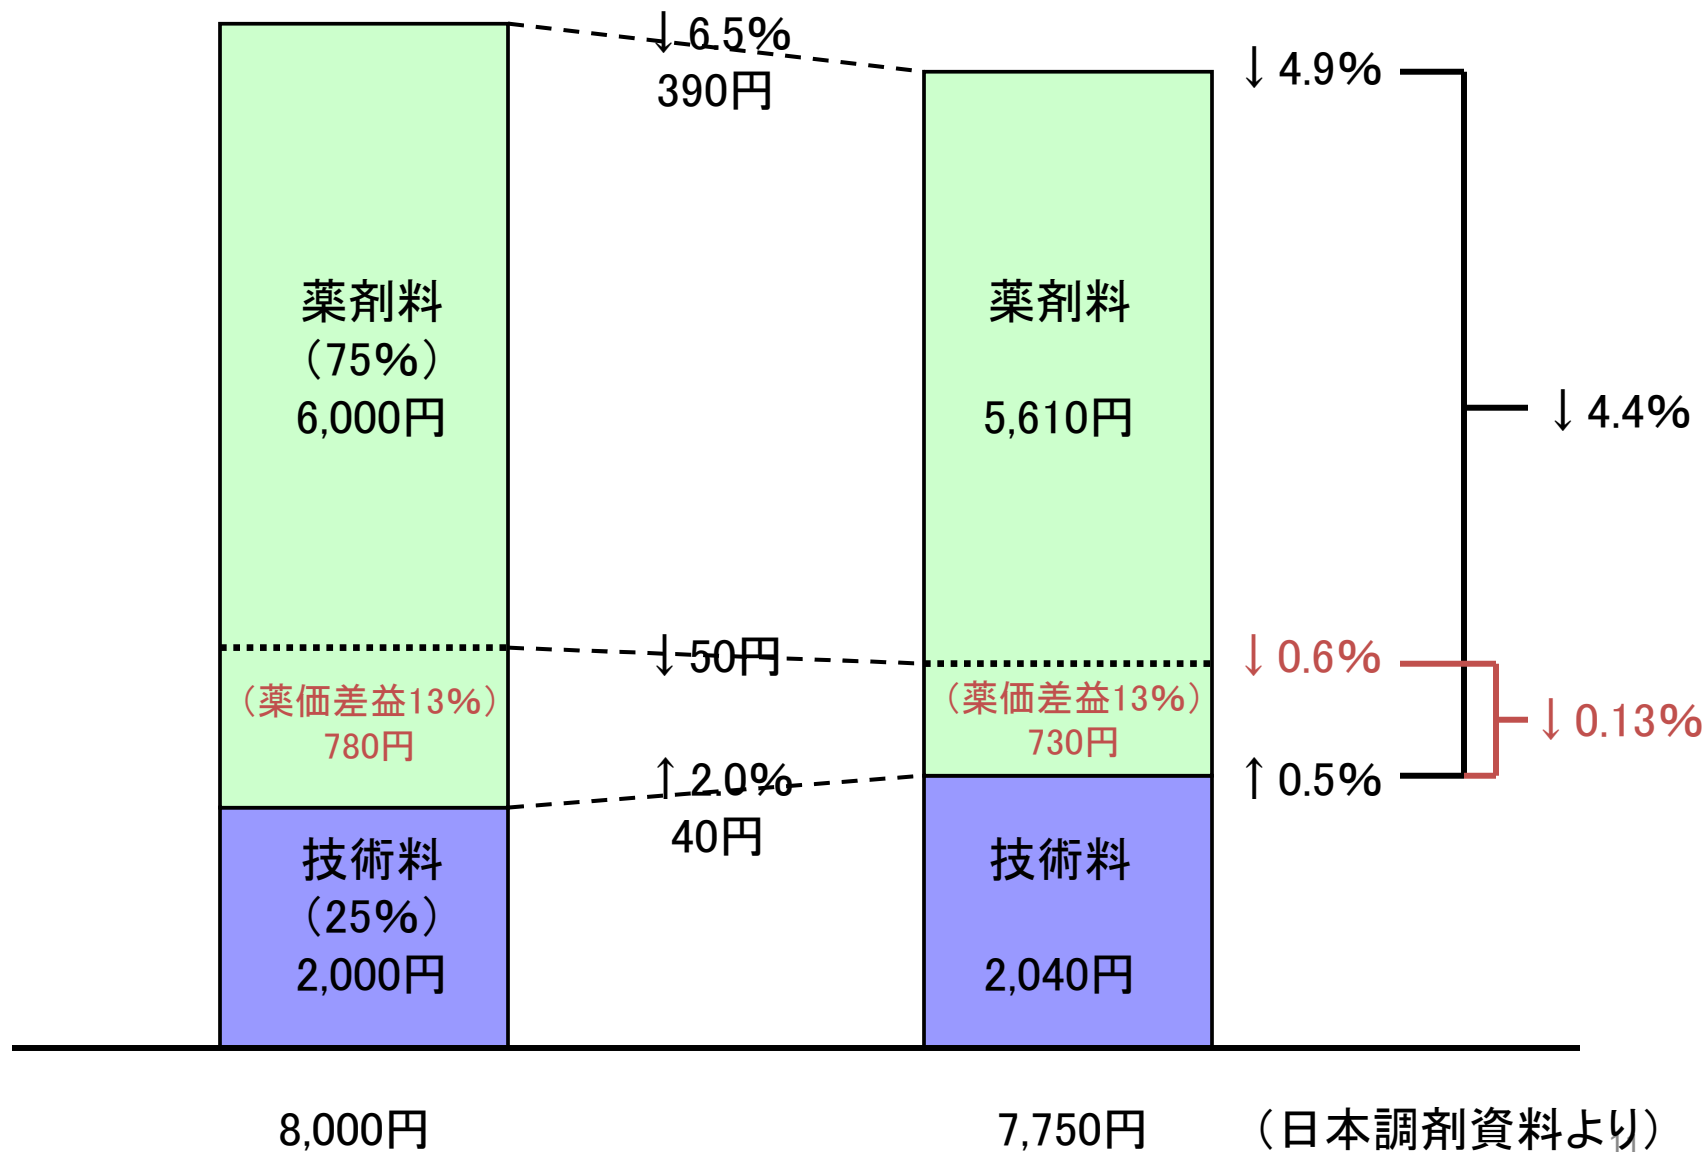 ↓ 6.5%
390円
↓ 4.9%
薬剤料
（75%）
6,000円
薬剤料
5,610円
↓ 4.4%
↓ 50円
↓ 0.6%
（薬価差益13%）
780円
（薬価差益13%）
730円
↓ 0.13%
↑ 2.0%
40円
↑ 0.5%
技術料
（25%）
2,000円
技術料
2,040円
8,000円
7,750円
（日本調剤資料より）
11